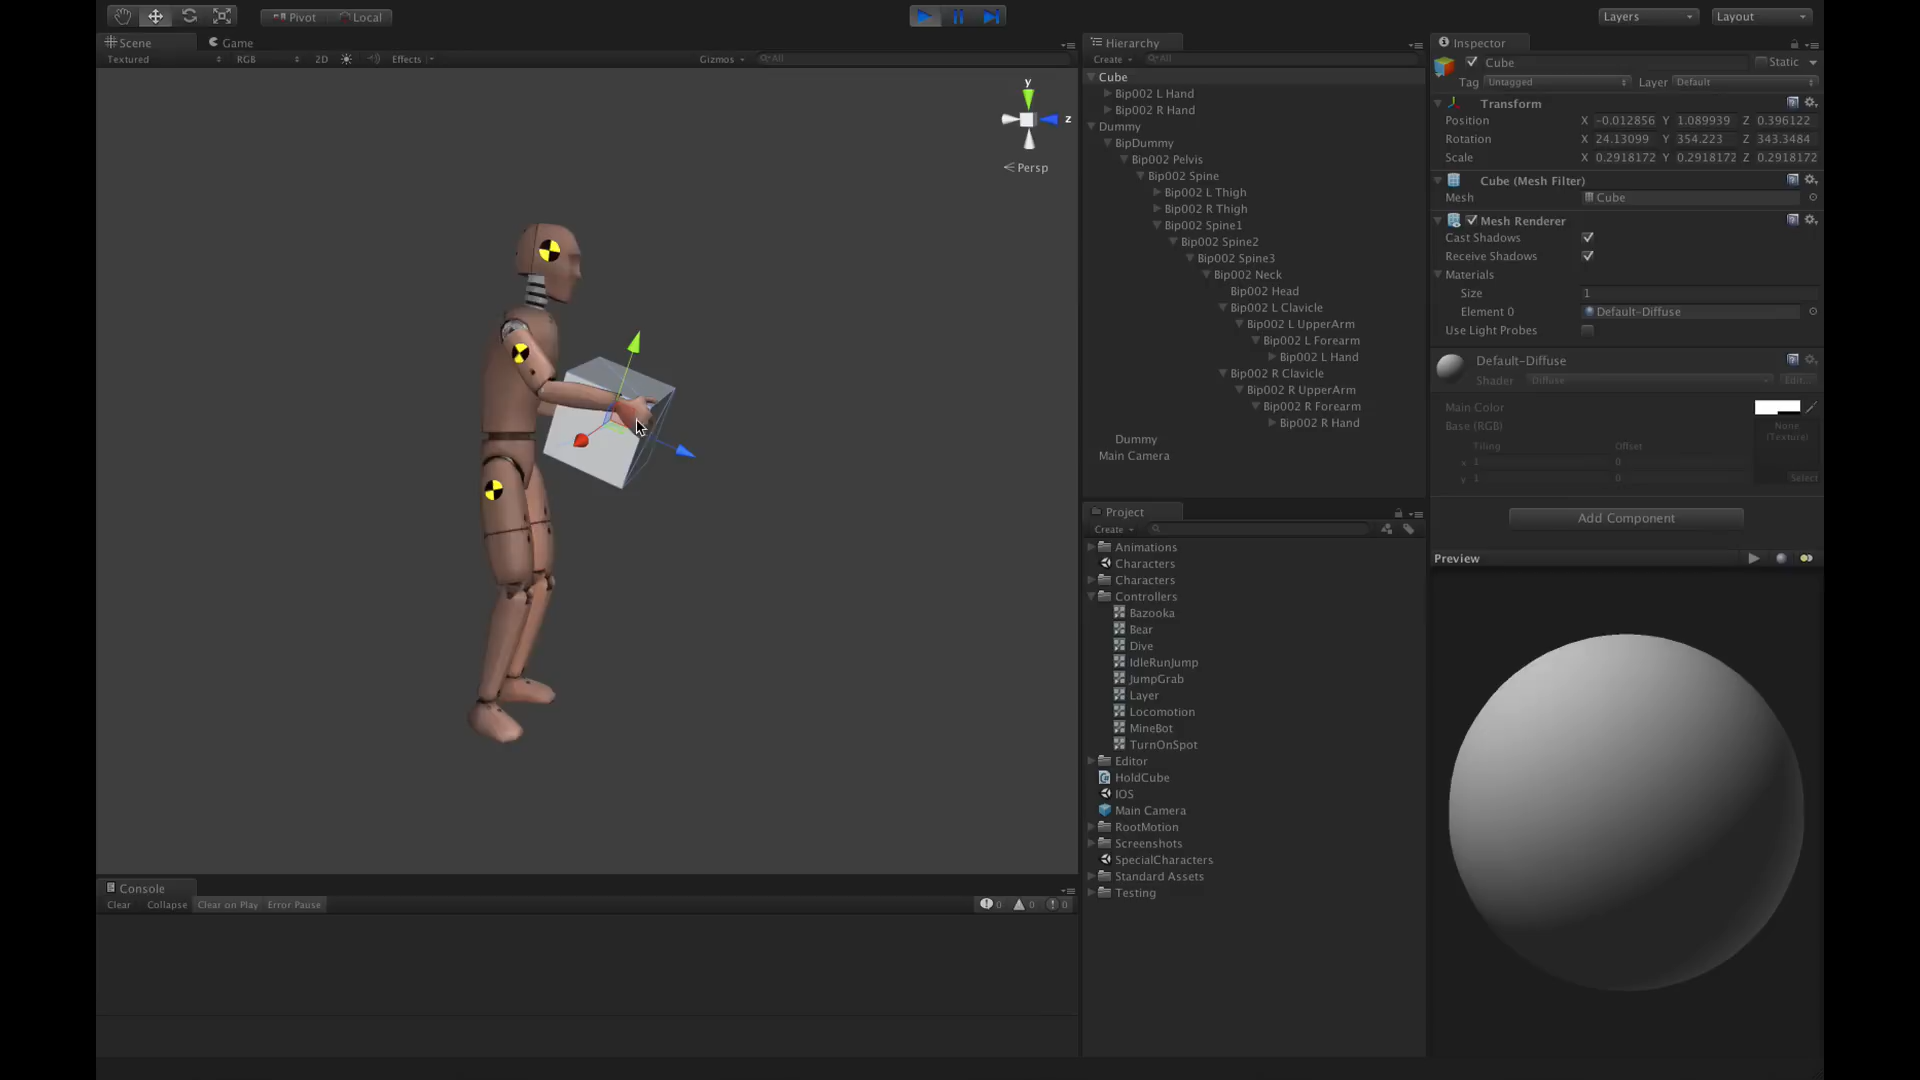 Pivot
Local
Layers
Layout
Scene
Game
Textured
RGB
2D
Effects
Gizmos
All
y
z
Persp
Console
Clear
Collapse
Clear on Play
Error Pause
0
0
0
Hierarchy
Create
All
Cube
Bip002 L Hand
Bip002 R Hand
Dummy
BipDummy
Bip002 Pelvis
Bip002 Spine
Bip002 L Thigh
Bip002 R Thigh
Bip002 Spine1
Bip002 Spine2
Bip002 Spine3
Bip002 Neck
Bip002 Head
Bip002 L Clavicle
Bip002 L UpperArm
Bip002 L Forearm
Bip002 L Hand
Bip002 R Clavicle
Bip002 R UpperArm
Bip002 R Forearm
Bip002 R Hand
Dummy
Main Camera
Project
Create
Animations
Characters
Characters
Controllers
Bazooka
Bear
Dive
IdleRunJump
JumpGrab
Layer
Locomotion
MineBot
TurnOnSpot
Editor
HoldCube
IOS
Main Camera
RootMotion
Screenshots
SpecialCharacters
Standard Assets
Testing
Inspector
Cube
Static
Tag Untagged Layer Default
Transform
Position X -0.012856 Y 1.089939 Z 0.396122
Rotation X 24.13099 Y 354.223 Z 343.3484
Scale X 0.2918172 Y 0.2918172 Z 0.2918172
Cube (Mesh Filter)
Mesh Cube
Mesh Renderer
Cast Shadows
Receive Shadows
Materials
Size 1
Element 0 Default-Diffuse
Use Light Probes
Default-Diffuse
Shader Diffuse Edit...
Main Color
Base (RGB)
None
(Texture)
Tiling Offset
x 1 0
y 1 0
Select
Add Component
Preview